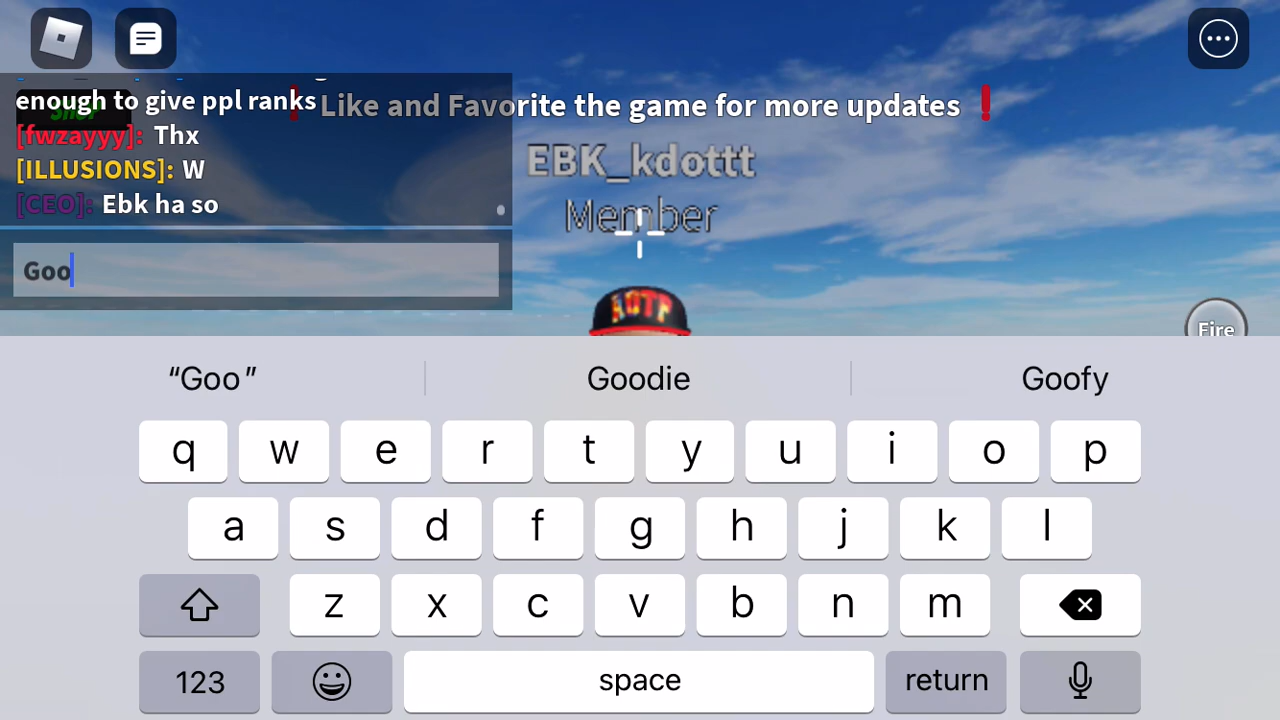 enough to give ppl ranks
❗ Like and Favorite the game for more updates ❗
[fwzayyy]: Thx
[ILLUSIONS]: W
[CEO]: Ebk ha so
EBK_kdottt
Member
Goo
AOTP
Fire
“Goo” Goodie Goofy
q w e r t y u i o p
a s d f g h j k l
z x c v b n m
123 space return